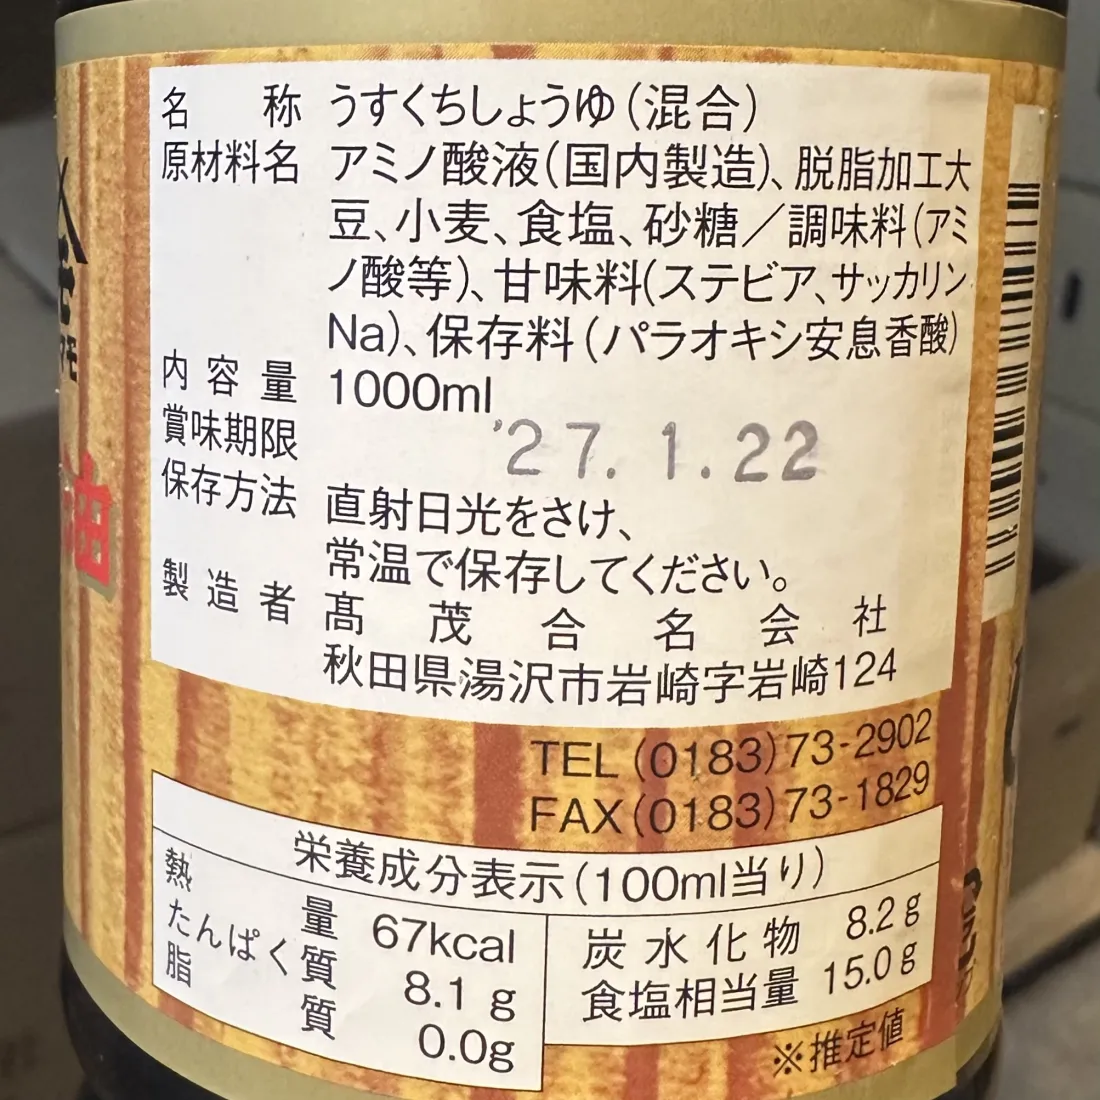 名称 うすくちしょうゆ(混合)
原材料名 アミノ酸液(国内製造)、脱脂加工大
豆、小麦、食塩、砂糖/調味料(アミ
ノ酸等)、甘味料(ステビア、サッカリン
Na)、保存料(パラオキシ安息香酸)
内容量 1000ml
賞味期限 '27.1.22
保存方法 直射日光をさけ、
常温で保存してください。
製造者 髙茂合名会社
秋田県湯沢市岩崎字岩崎124
TEL(0183)73-2902
FAX(0183)73-1829
栄養成分表示(100ml当り)
熱量 67kcal
たんぱく質 8.1g
脂質 0.0g
炭水化物 8.2g
食塩相当量 15.0g
※推定値
油